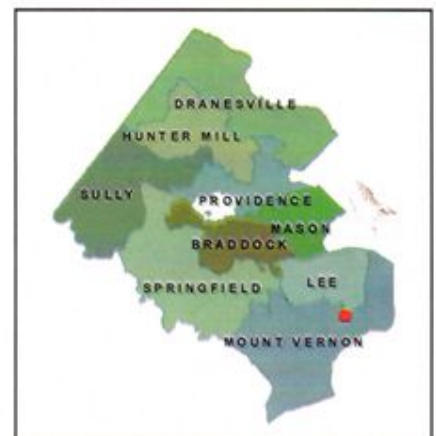 DRANESVILLE
HUNTER MILL
SULLY
PROVIDENCE
MASON
BRADDOCK
LEE
SPRINGFIELD
MOUNT VERNON